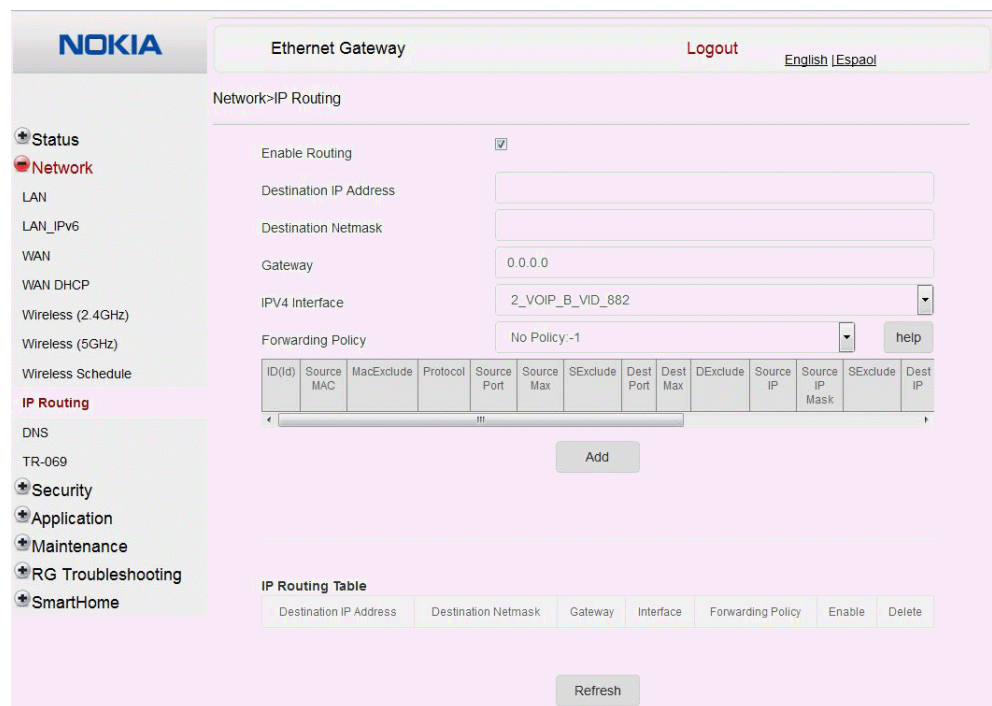 NOKIA
Ethernet Gateway
Logout
English | Espaol
Network>IP Routing
Status
Network
LAN
LAN_IPv6
WAN
WAN DHCP
Wireless (2.4GHz)
Wireless (5GHz)
Wireless Schedule
IP Routing
DNS
TR-069
Security
Application
Maintenance
RG Troubleshooting
SmartHome
Enable Routing
Destination IP Address
Destination Netmask
Gateway 0.0.0.0
IPV4 Interface 2_VOIP_B_VID_882
Forwarding Policy No Policy:-1 help
ID(Id) Source MAC MacExclude Protocol Source Port Source Max SExclude Dest Port Dest Max DExclude Source IP Source IP Mask SExclude Dest IP
Add
IP Routing Table
Destination IP Address Destination Netmask Gateway Interface Forwarding Policy Enable Delete
Refresh